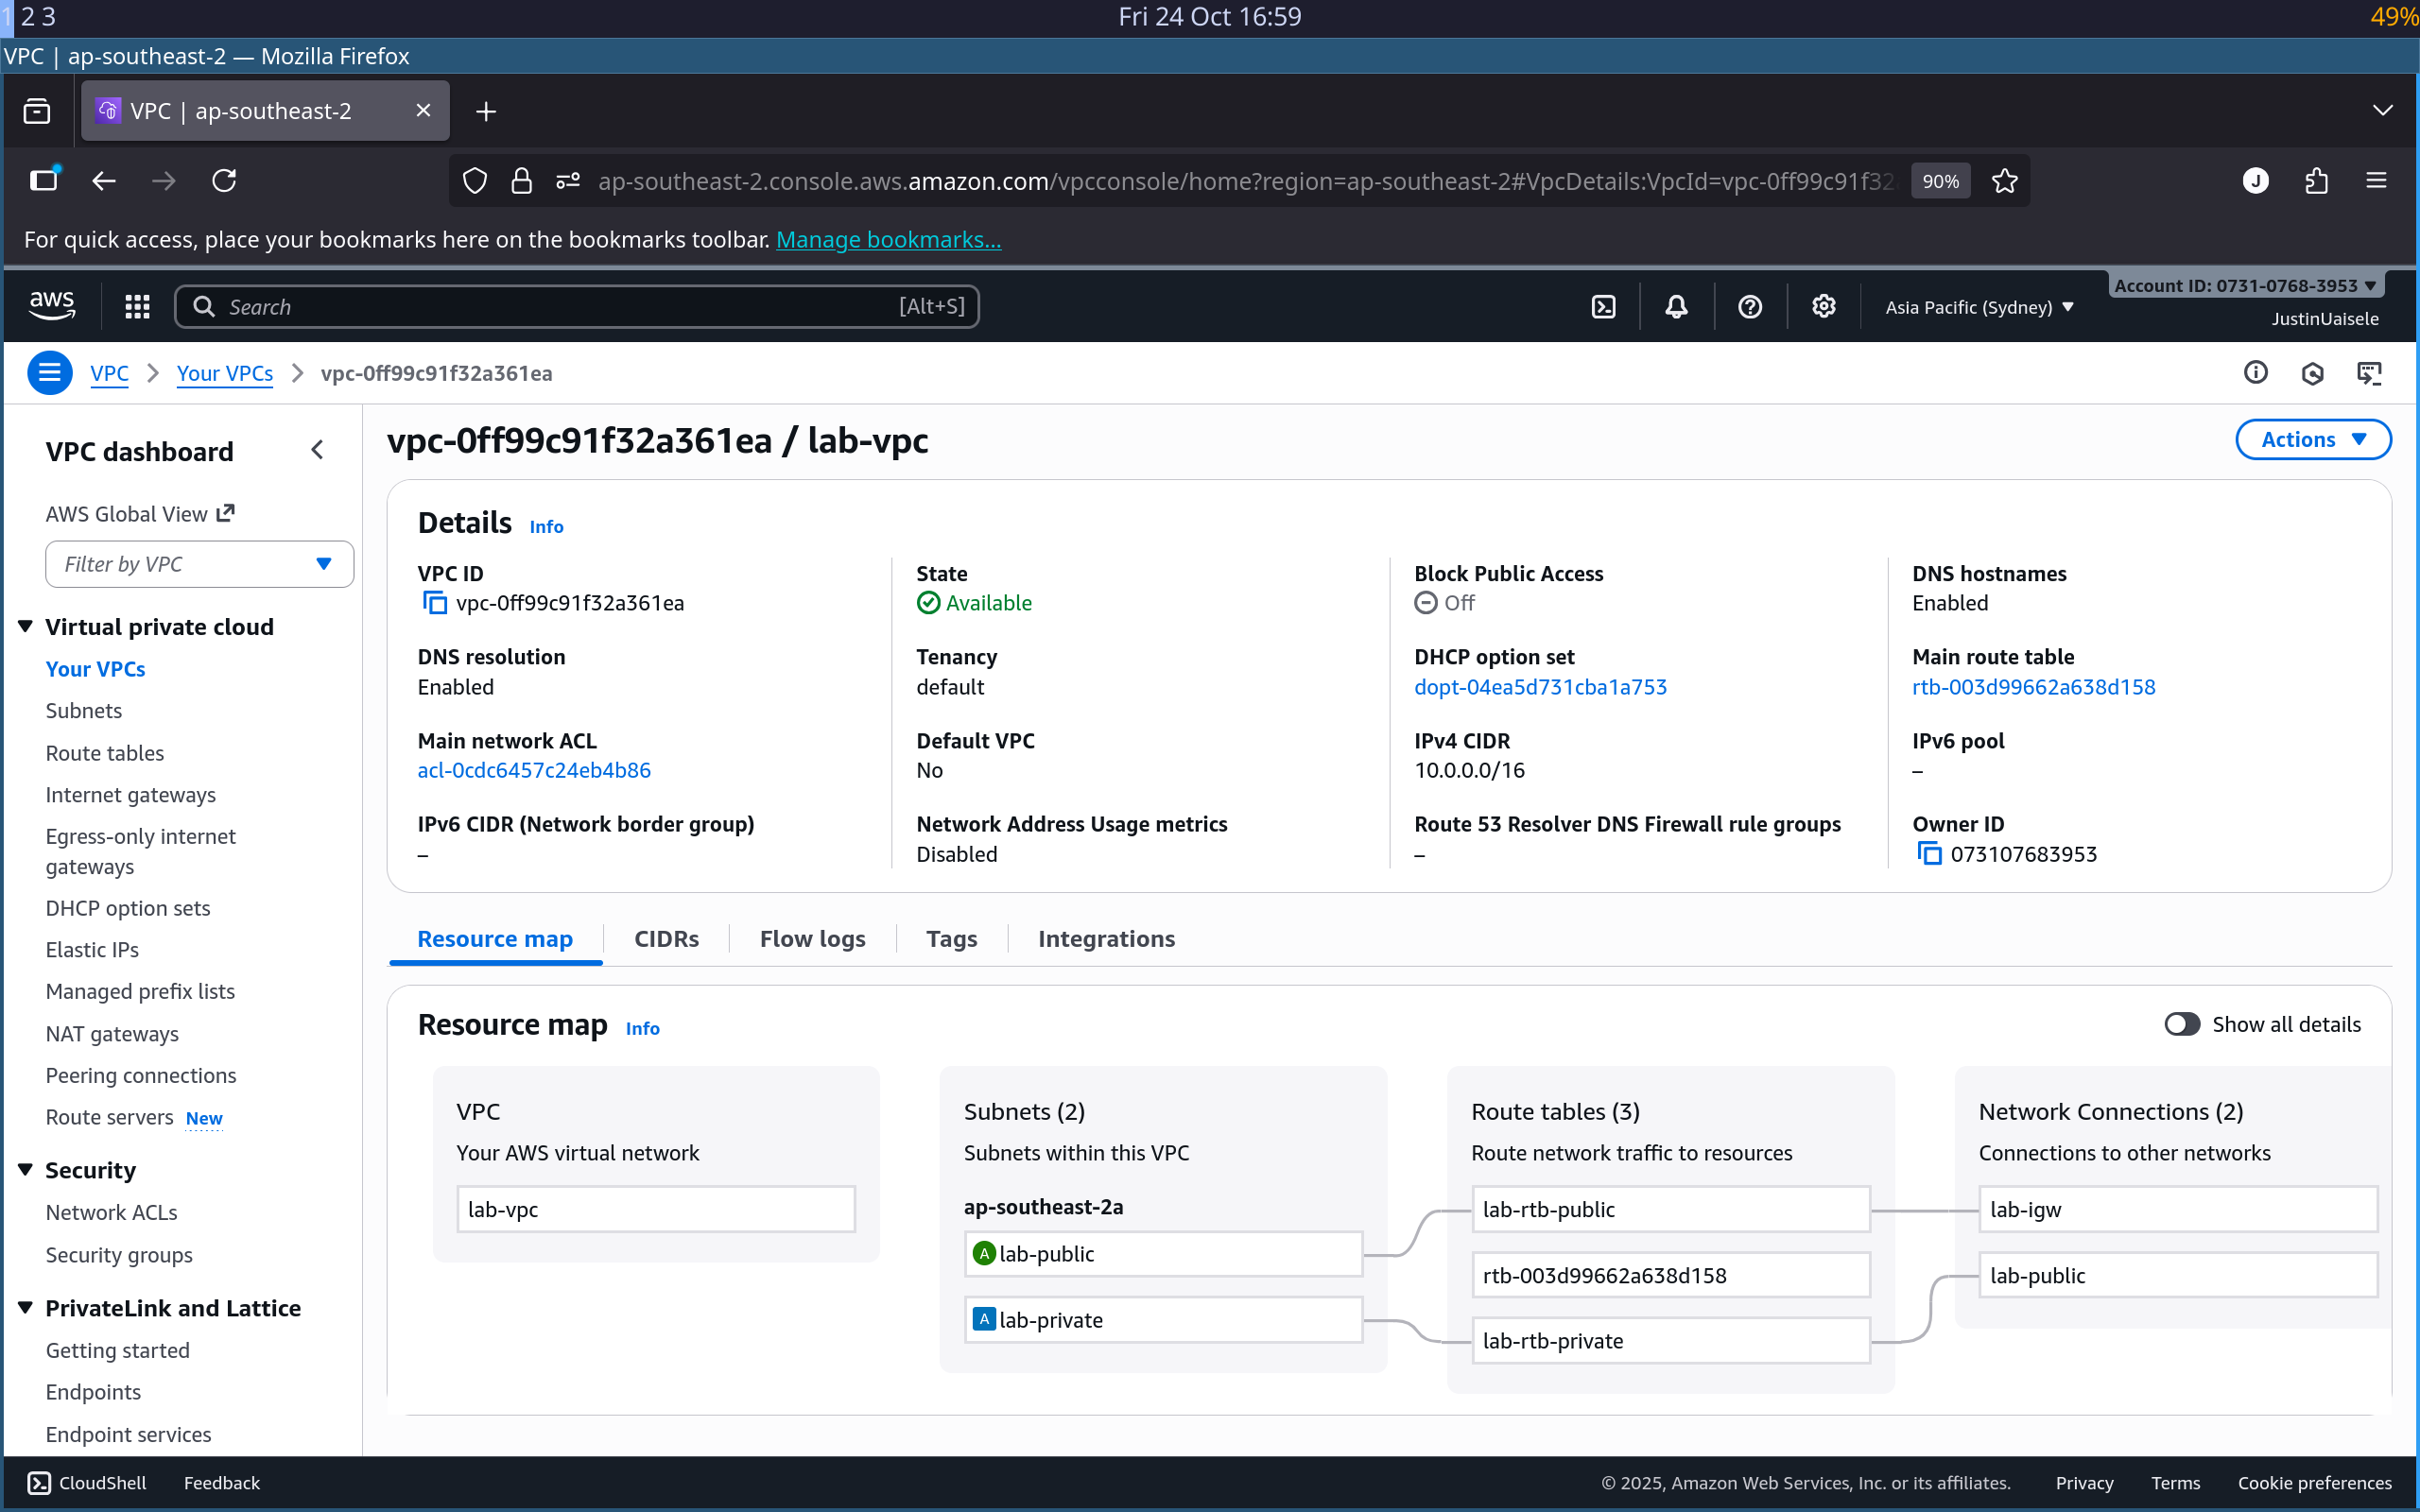 1 2 3
Fri 24 Oct 16:59
49%
VPC | ap-southeast-2 — Mozilla Firefox
VPC | ap-southeast-2
ap-southeast-2.console.aws.amazon.com/vpcconsole/home?region=ap-southeast-2#VpcDetails:VpcId=vpc-0ff99c91f32
90%
J
For quick access, place your bookmarks here on the bookmarks toolbar. Manage bookmarks...
aws
Search
[Alt+S]
Asia Pacific (Sydney)
Account ID: 0731-0768-3953
JustinUaisele
VPC
Your VPCs
vpc-0ff99c91f32a361ea
VPC dashboard
AWS Global View
Filter by VPC
Virtual private cloud
Your VPCs
Subnets
Route tables
Internet gateways
Egress-only internet
gateways
DHCP option sets
Elastic IPs
Managed prefix lists
NAT gateways
Peering connections
Route servers New
Security
Network ACLs
Security groups
PrivateLink and Lattice
Getting started
Endpoints
Endpoint services
vpc-0ff99c91f32a361ea / lab-vpc
Actions
Details Info
VPC ID
vpc-0ff99c91f32a361ea
State
Available
Block Public Access
Off
DNS hostnames
Enabled
DNS resolution
Enabled
Tenancy
default
DHCP option set
dopt-04ea5d731cba1a753
Main route table
rtb-003d99662a638d158
Main network ACL
acl-0cdc6457c24eb4b86
Default VPC
No
IPv4 CIDR
10.0.0.0/16
IPv6 pool
–
IPv6 CIDR (Network border group)
–
Network Address Usage metrics
Disabled
Route 53 Resolver DNS Firewall rule groups
–
Owner ID
073107683953
Resource map
CIDRs
Flow logs
Tags
Integrations
Resource map Info
Show all details
VPC
Your AWS virtual network
lab-vpc
Subnets (2)
Subnets within this VPC
ap-southeast-2a
A lab-public
A lab-private
Route tables (3)
Route network traffic to resources
lab-rtb-public
rtb-003d99662a638d158
lab-rtb-private
Network Connections (2)
Connections to other networks
lab-igw
lab-public
CloudShell
Feedback
© 2025, Amazon Web Services, Inc. or its affiliates.
Privacy
Terms
Cookie preferences